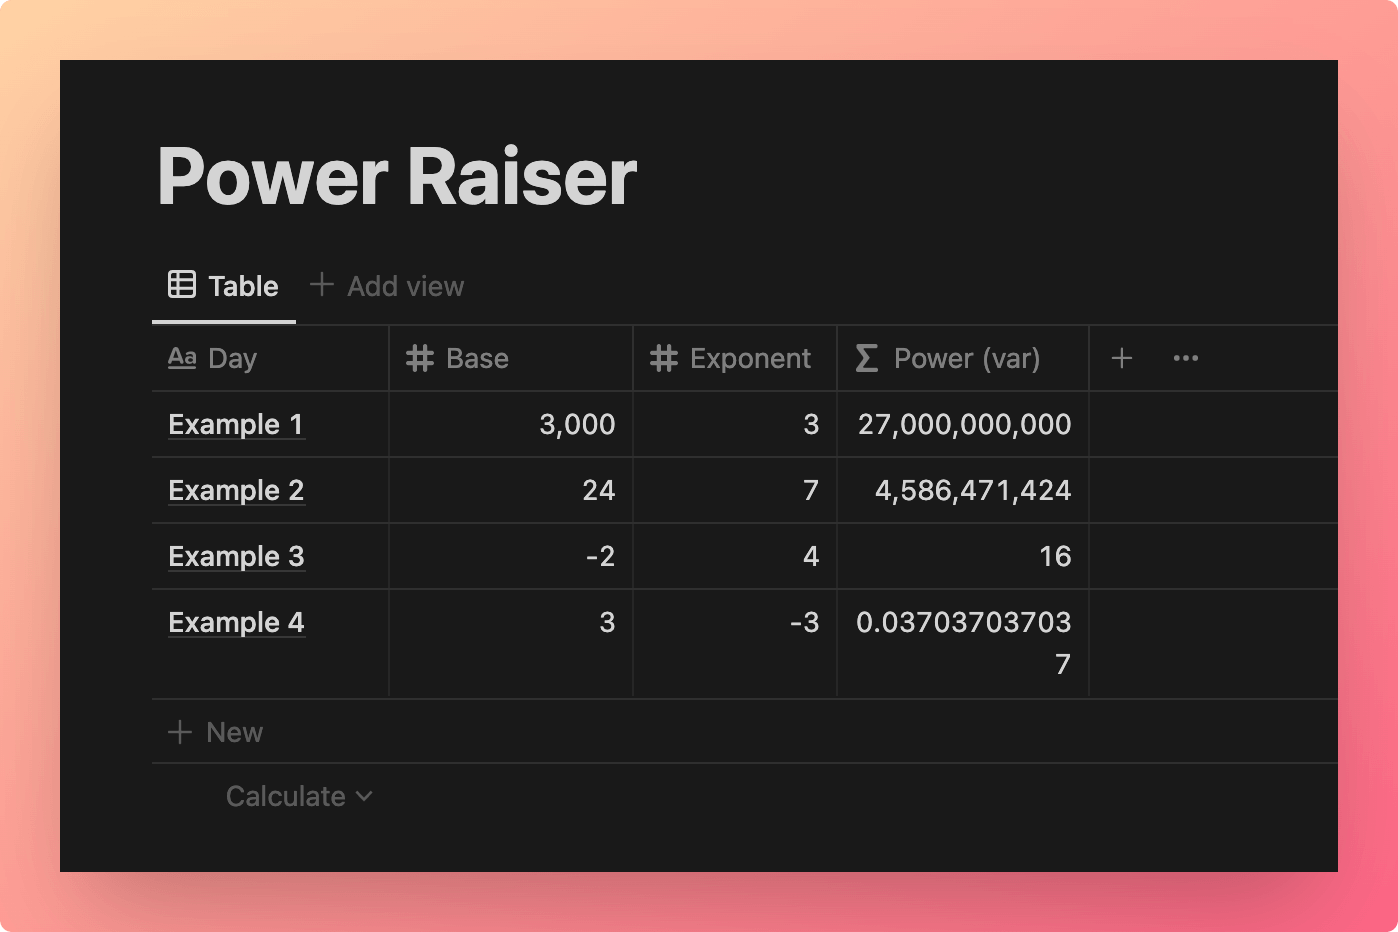 Power Raiser
Table + Add view
Aa Day # Base # Exponent Σ Power (var) + •••
Example 1 3,000 3 27,000,000,000
Example 2 24 7 4,586,471,424
Example 3 -2 4 16
Example 4 3 -3 0.03703703703
7
+ New
Calculate